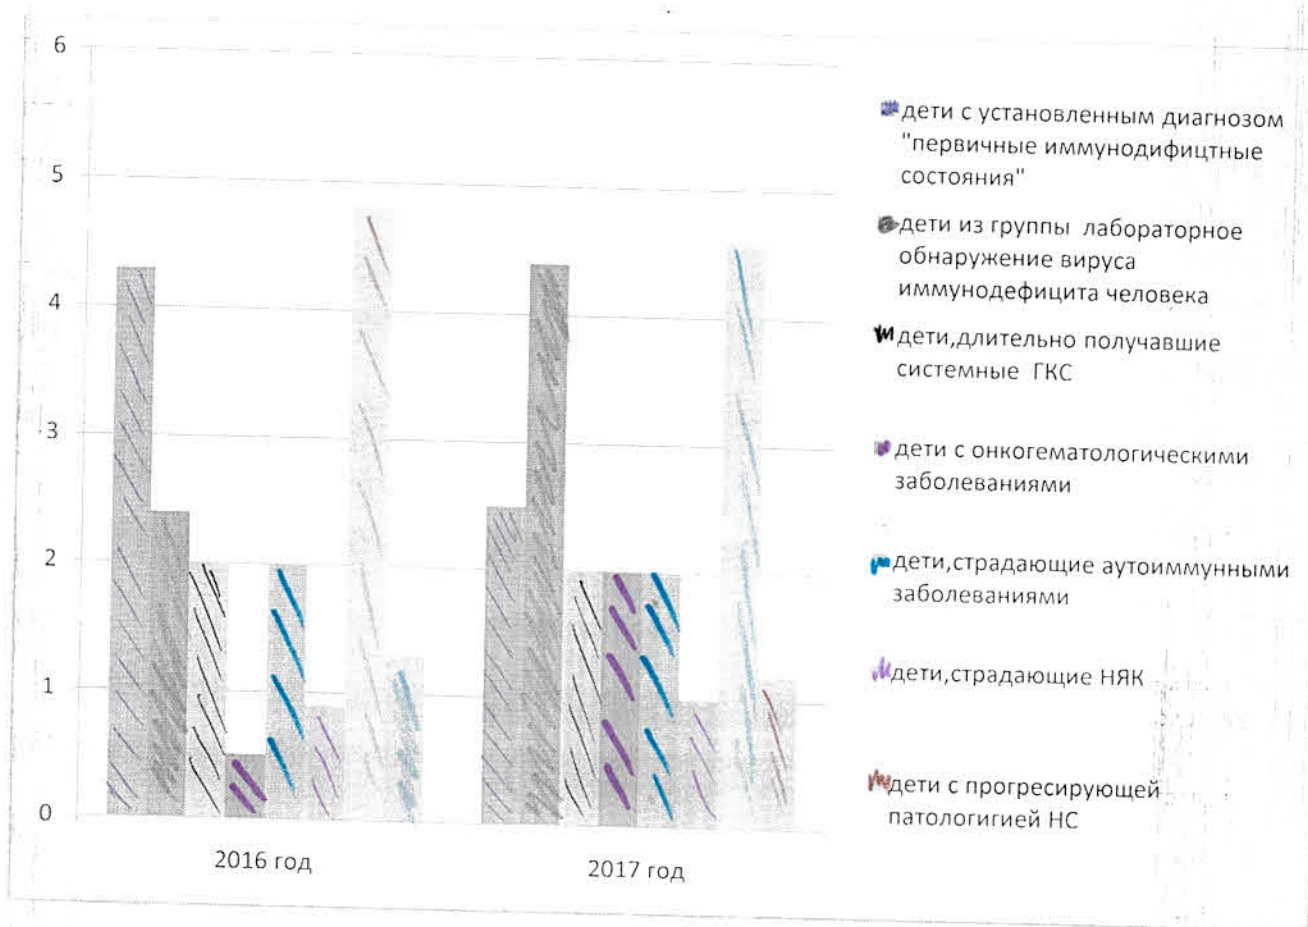 6
5
4
3
2
1
0
2016 год
2017 год
дети с установленным диагнозом
"первичные иммунодифицтные
состояния"
дети из группы лабораторное
обнаружение вируса
иммунодефицита человека
дети,длительно получавшие
системные ГКС
дети с онкогематологическими
заболеваниями
дети,страдающие аутоиммунными
заболеваниями
дети,страдающие НЯК
дети с прогресирующей
патологигией НС